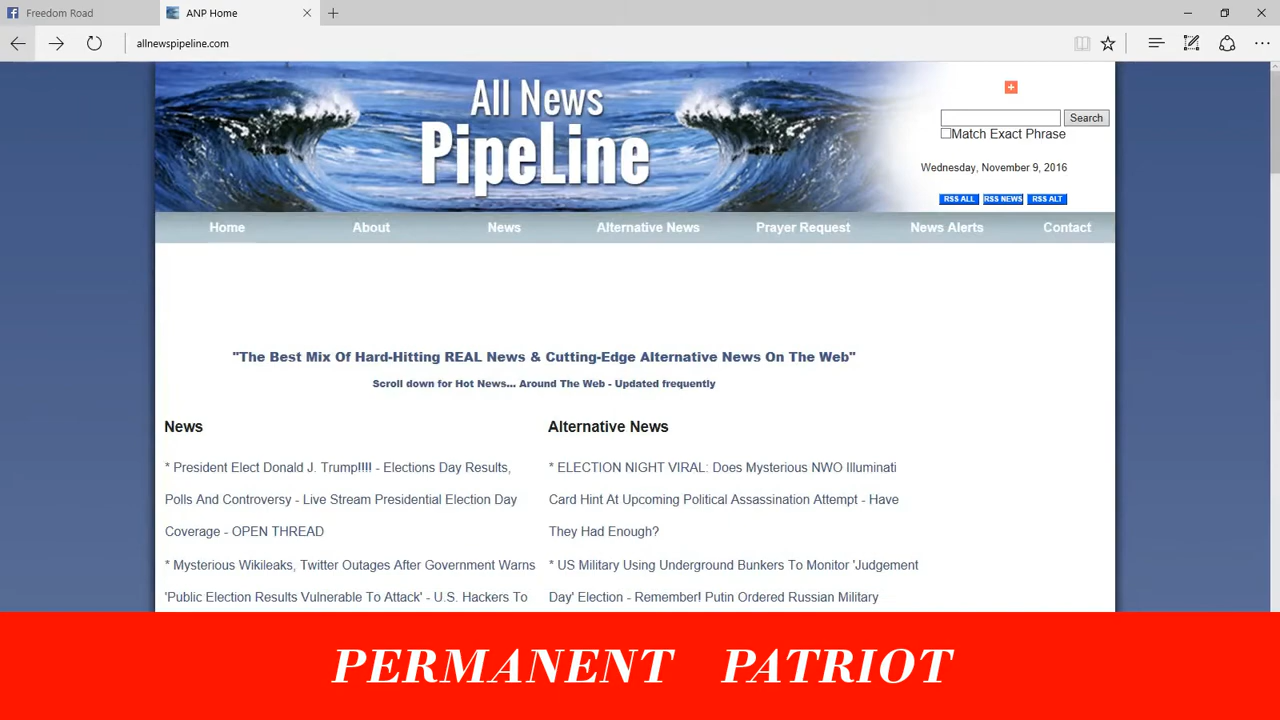 Freedom Road
ANP Home
allnewspipeline.com
All News
PipeLine
Search
Match Exact Phrase
Wednesday, November 9, 2016
RSS ALL RSS NEWS RSS ALT
Home About News Alternative News Prayer Request News Alerts Contact
"The Best Mix Of Hard-Hitting REAL News & Cutting-Edge Alternative News On The Web"
Scroll down for Hot News... Around The Web - Updated frequently
News
* President Elect Donald J. Trump!!!! - Elections Day Results,
Polls And Controversy - Live Stream Presidential Election Day
Coverage - OPEN THREAD
* Mysterious Wikileaks, Twitter Outages After Government Warns
'Public Election Results Vulnerable To Attack' - U.S. Hackers To
Alternative News
* ELECTION NIGHT VIRAL: Does Mysterious NWO Illuminati
Card Hint At Upcoming Political Assassination Attempt - Have
They Had Enough?
* US Military Using Underground Bunkers To Monitor 'Judgement
Day' Election - Remember! Putin Ordered Russian Military
PERMANENT PATRIOT